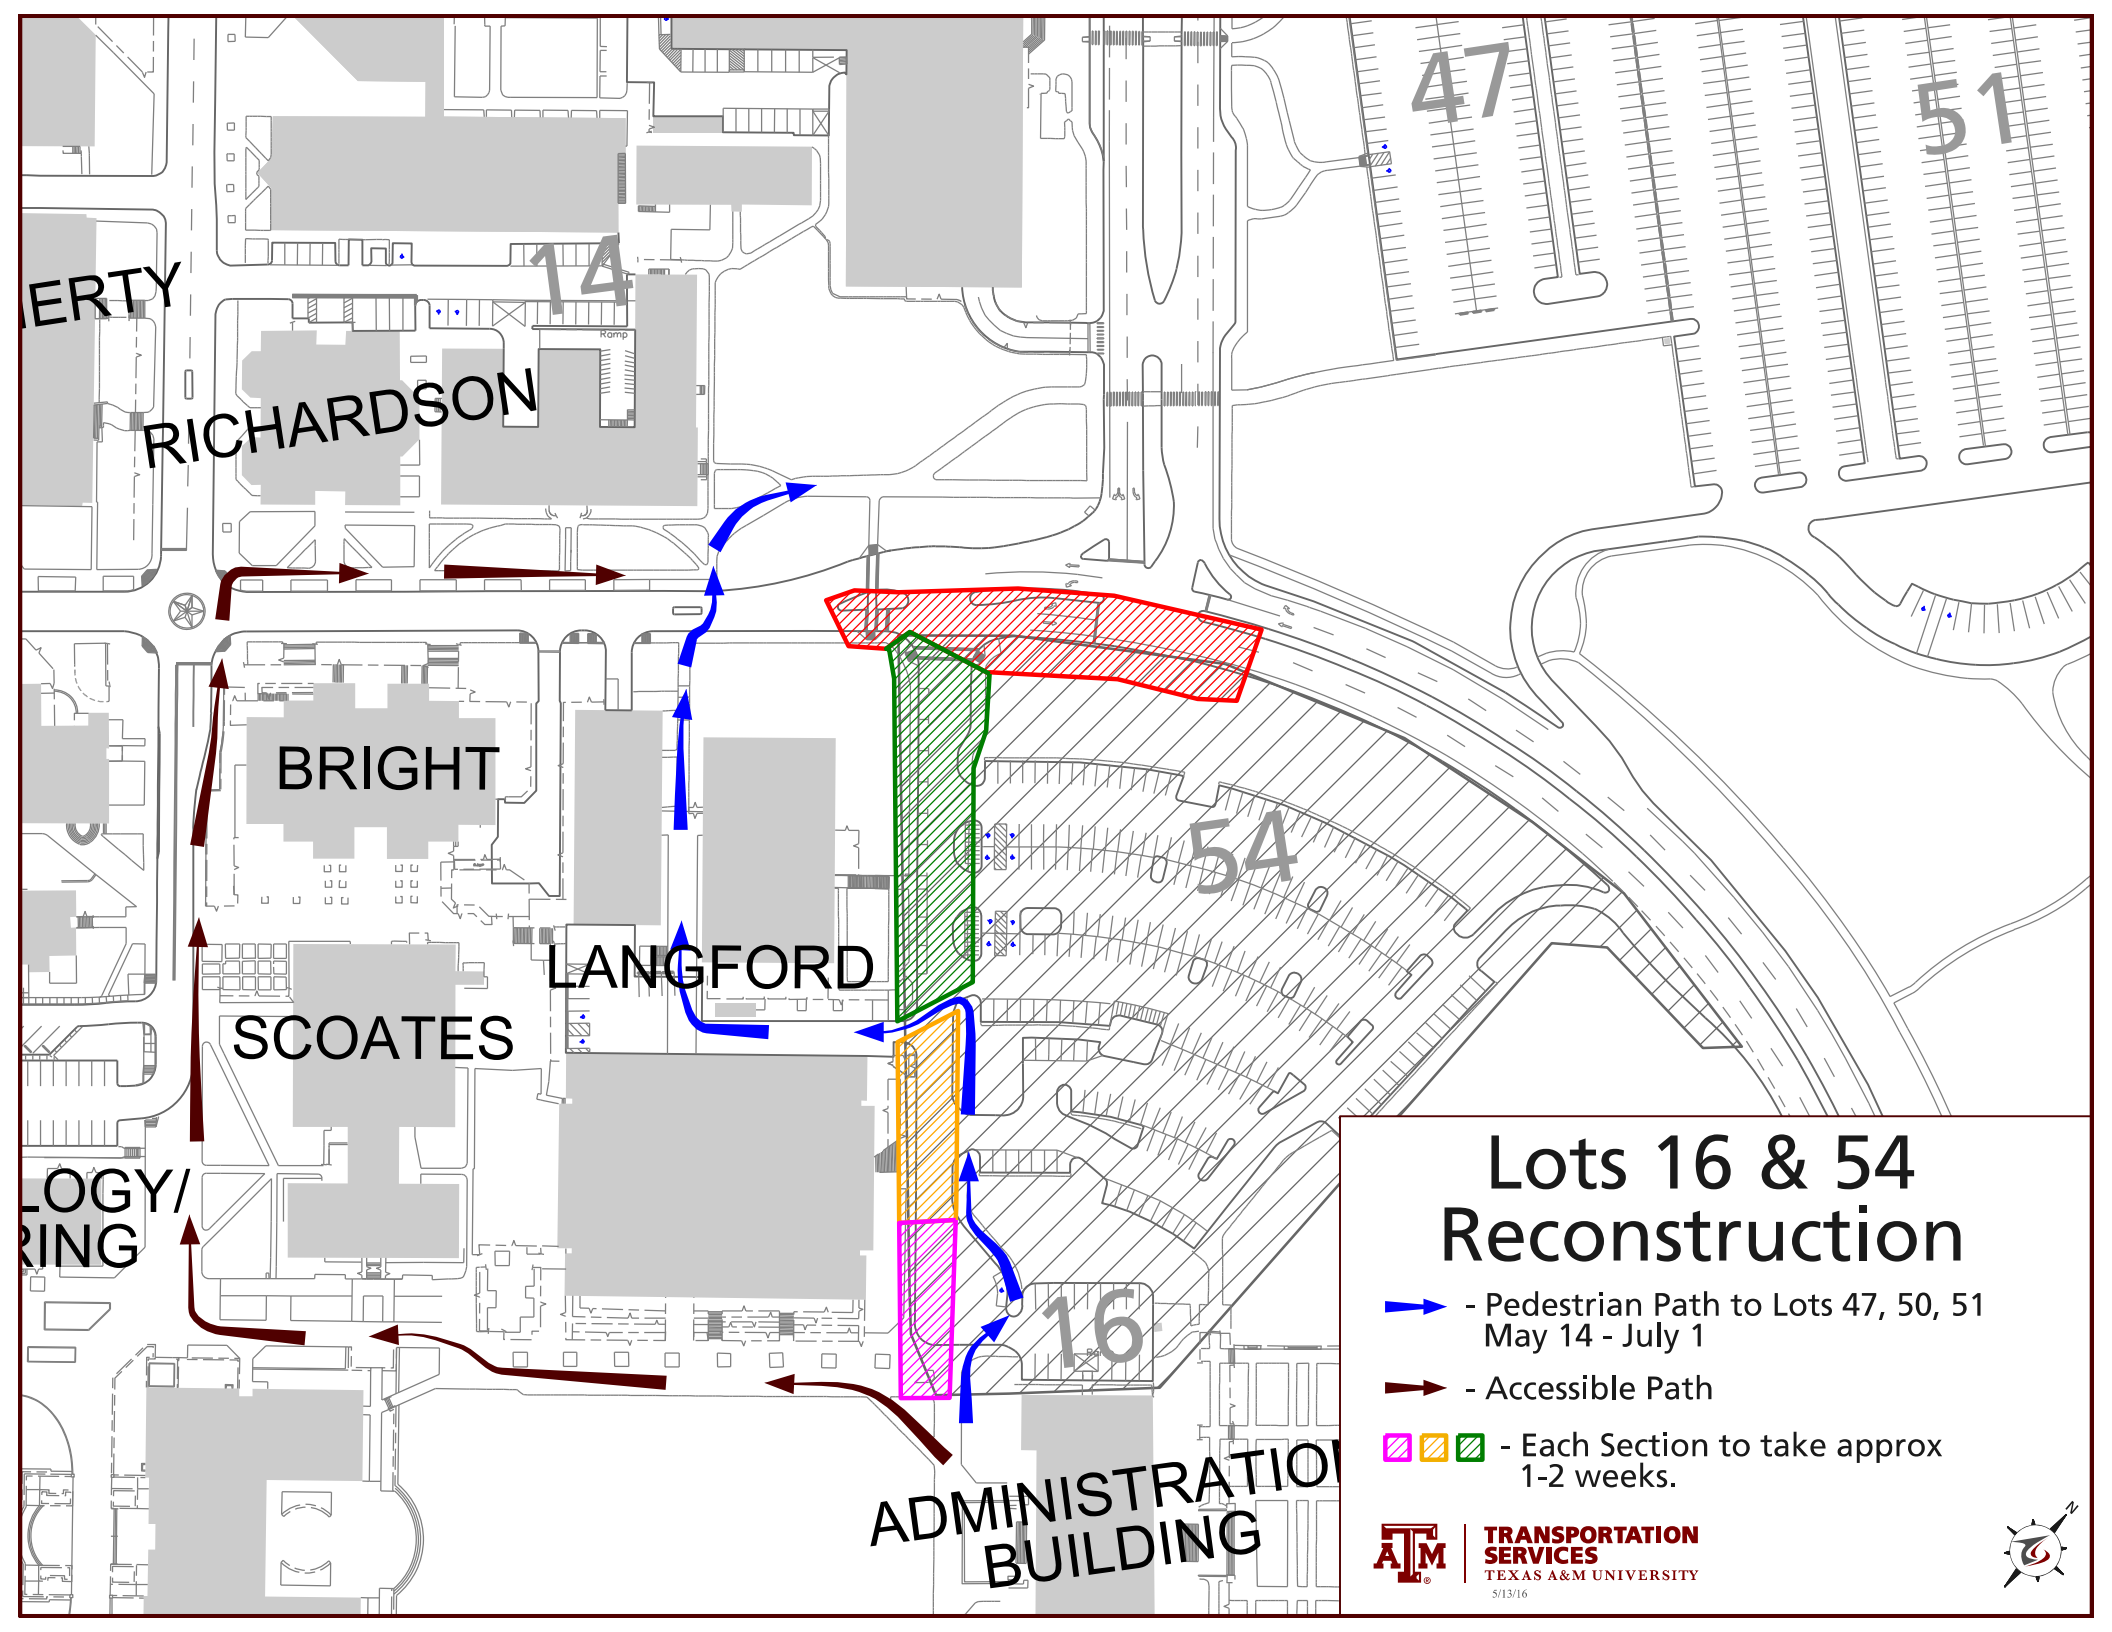 47
51
14
Ramp
HERTY
RICHARDSON
BRIGHT
54
LANGFORD
SCOATES
LOGY/
RING
16
ADMINISTRATION
BUILDING
Lots 16 & 54
Reconstruction
- Pedestrian Path to Lots 47, 50, 51
May 14 - July 1
- Accessible Path
- Each Section to take approx
1-2 weeks.
N
ATM®
TRANSPORTATION
SERVICES
TEXAS A&M UNIVERSITY
5/13/16